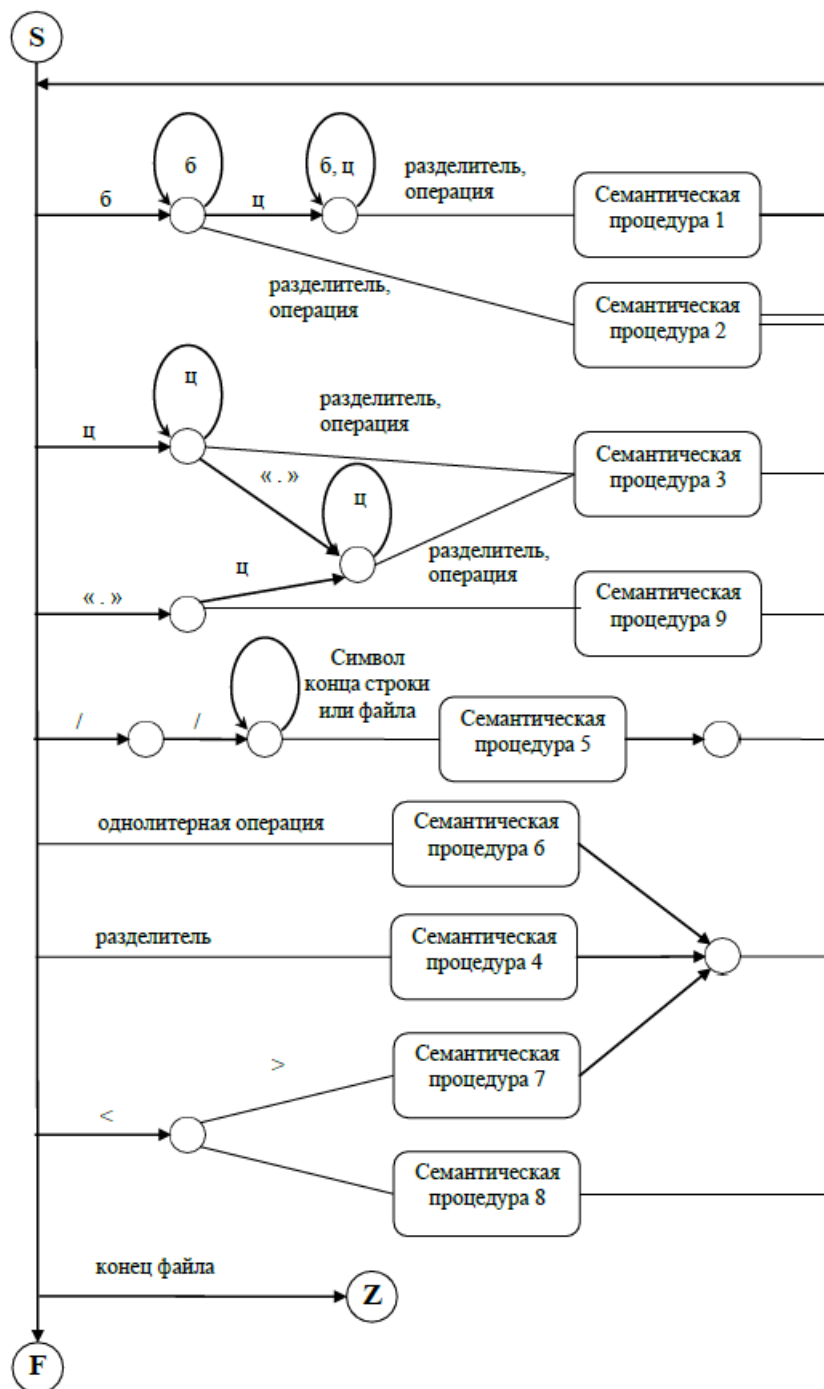 S
б
б, ц
разделитель,
операция
Семантическая
процедура 1
б
ц
разделитель,
операция
Семантическая
процедура 2
ц
разделитель,
операция
ц
Семантическая
процедура 3
« . »
ц
ц
разделитель,
операция
« . »
Семантическая
процедура 9
Символ
конца строки
или файла
/
/
Семантическая
процедура 5
однолитерная операция
Семантическая
процедура 6
разделитель
Семантическая
процедура 4
>
Семантическая
процедура 7
<
Семантическая
процедура 8
конец файла
Z
F